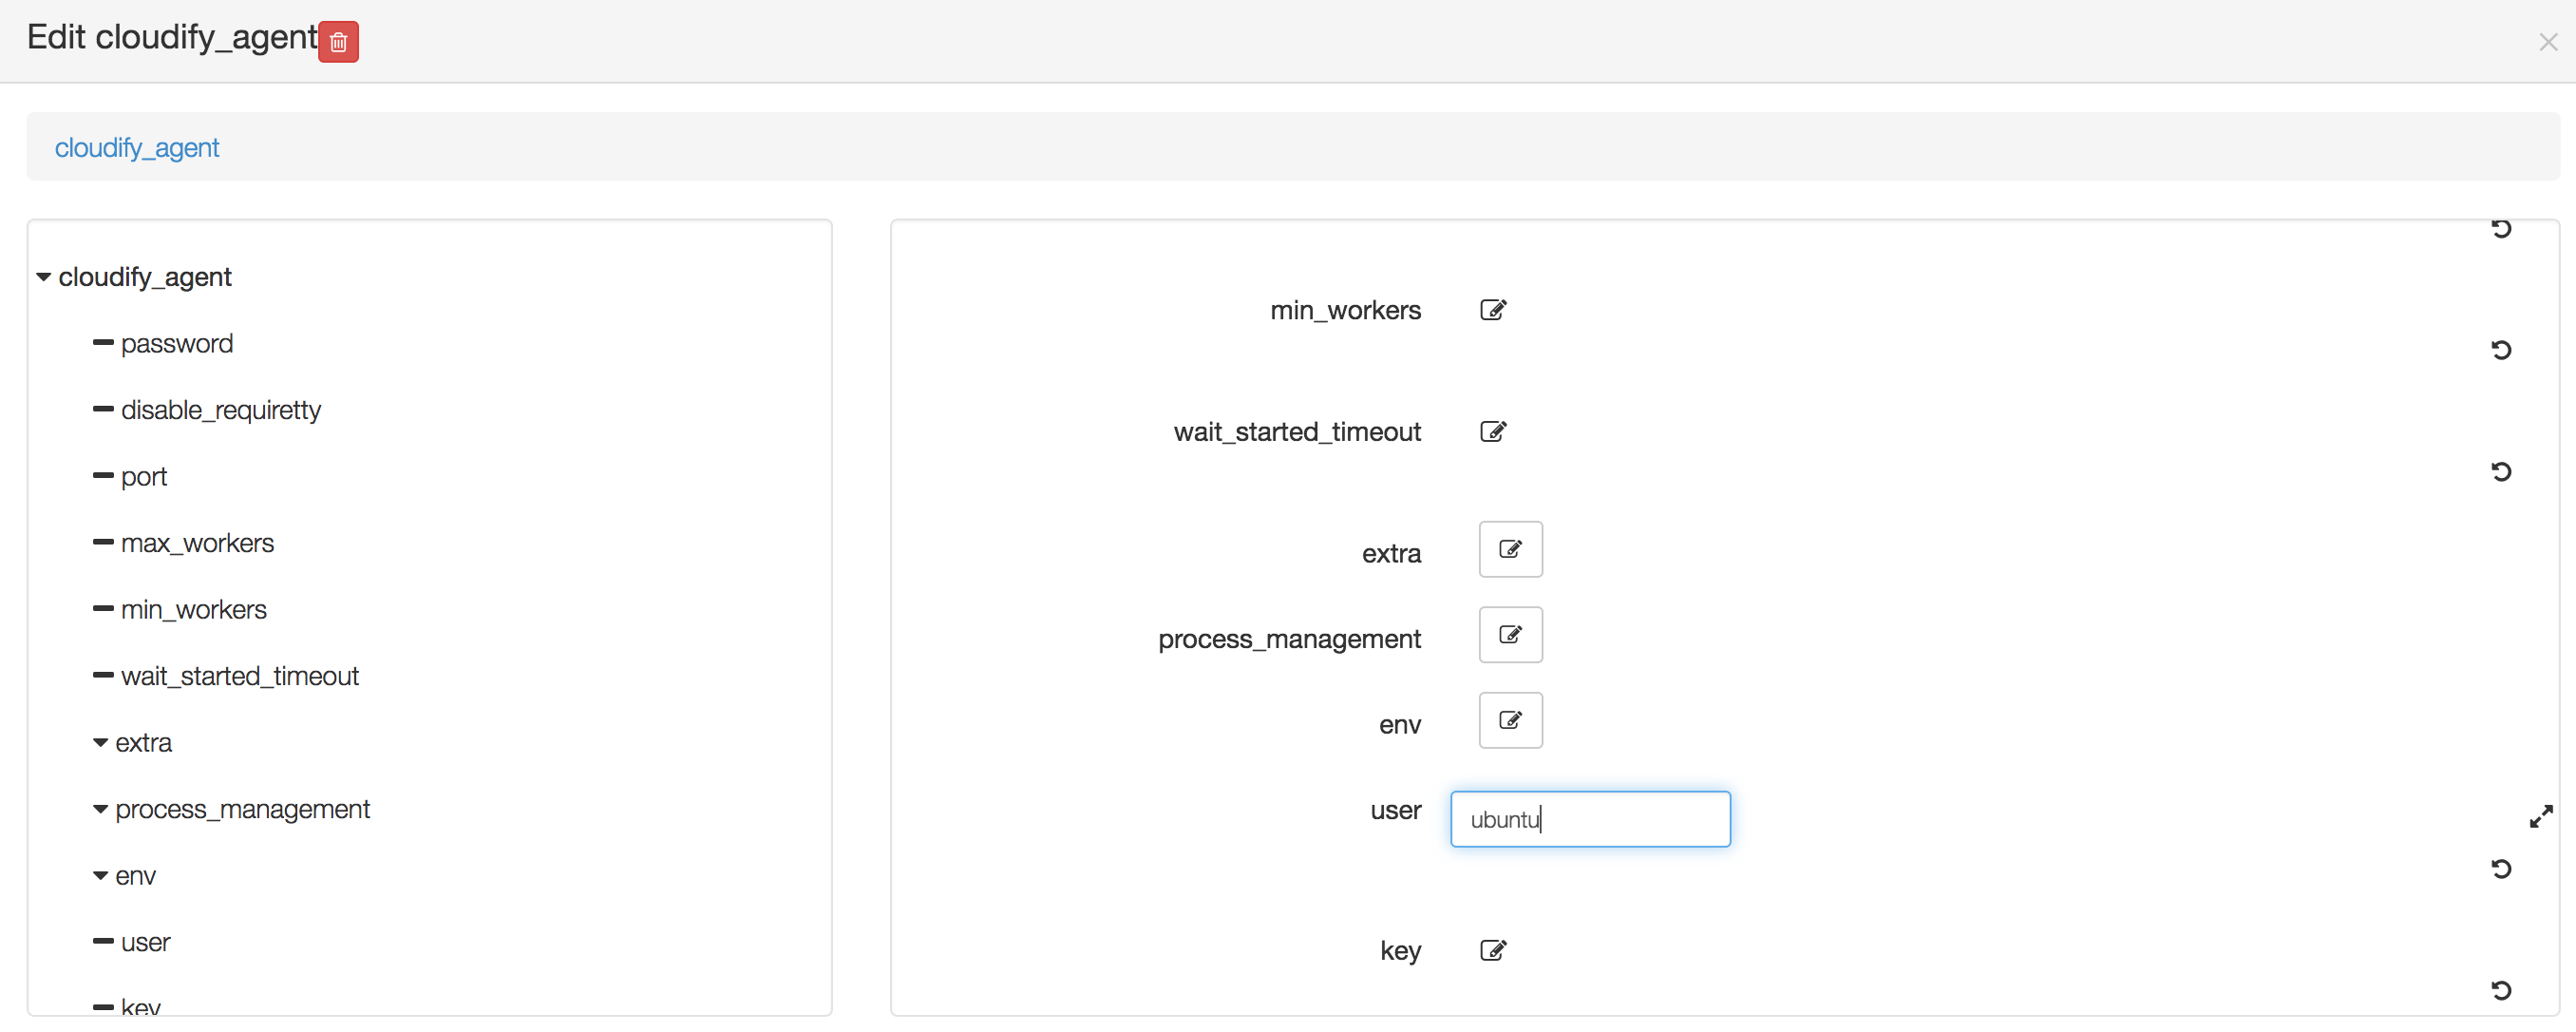 Edit cloudify_agent
cloudify_agent
cloudify_agent
password
disable_requiretty
port
max_workers
min_workers
wait_started_timeout
extra
process_management
env
user
key
min_workers
wait_started_timeout
extra
process_management
env
user
ubuntu
key